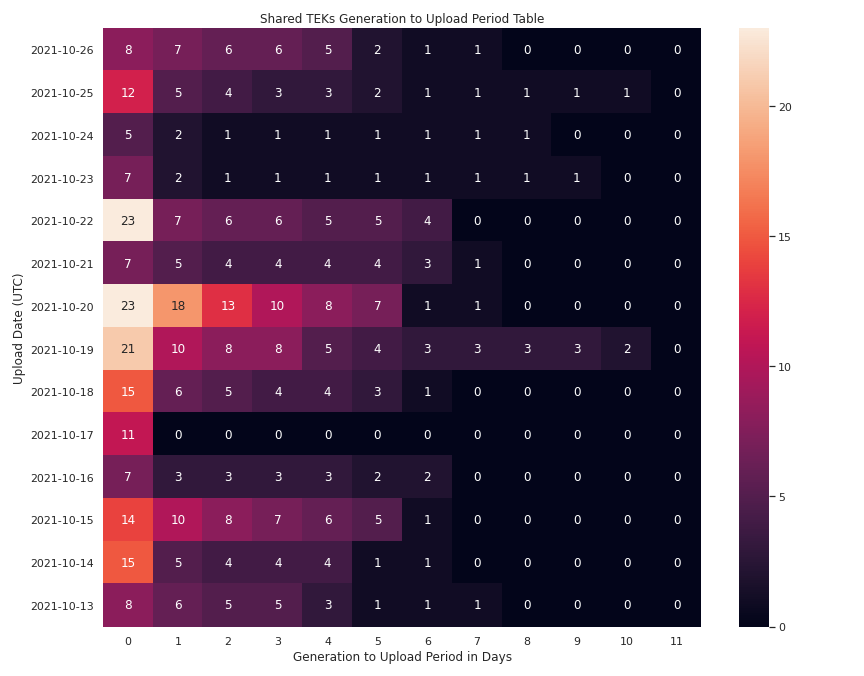 Shared TEKs Generation to Upload Period Table
Upload Date (UTC)
2021-10-26 8 7 6 6 5 2 1 1 0 0 0 0
2021-10-25 12 5 4 3 3 2 1 1 1 1 1 0
2021-10-24 5 2 1 1 1 1 1 1 1 0 0 0
2021-10-23 7 2 1 1 1 1 1 1 1 1 0 0
2021-10-22 23 7 6 6 5 5 4 0 0 0 0 0
2021-10-21 7 5 4 4 4 4 3 1 0 0 0 0
2021-10-20 23 18 13 10 8 7 1 1 0 0 0 0
2021-10-19 21 10 8 8 5 4 3 3 3 3 2 0
2021-10-18 15 6 5 4 4 3 1 0 0 0 0 0
2021-10-17 11 0 0 0 0 0 0 0 0 0 0 0
2021-10-16 7 3 3 3 3 2 2 0 0 0 0 0
2021-10-15 14 10 8 7 6 5 1 0 0 0 0 0
2021-10-14 15 5 4 4 4 1 1 0 0 0 0 0
2021-10-13 8 6 5 5 3 1 1 1 0 0 0 0
0 1 2 3 4 5 6 7 8 9 10 11
Generation to Upload Period in Days
20
15
10
5
0